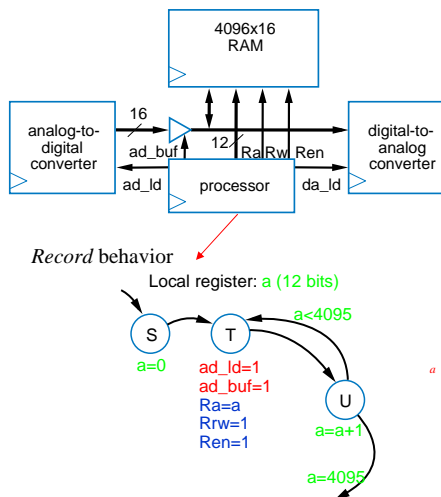 4096x16
RAM
16
analog-to-
digital
converter
ad_buf
12
Ra
Rw
Ren
digital-to-
analog
converter
ad_ld
processor
da_ld
Record behavior
Local register: a (12 bits)
a<4095
S
T
a=0
ad_ld=1
ad_buf=1
Ra=a
Rrw=1
Ren=1
U
a=a+1
a
a=4095